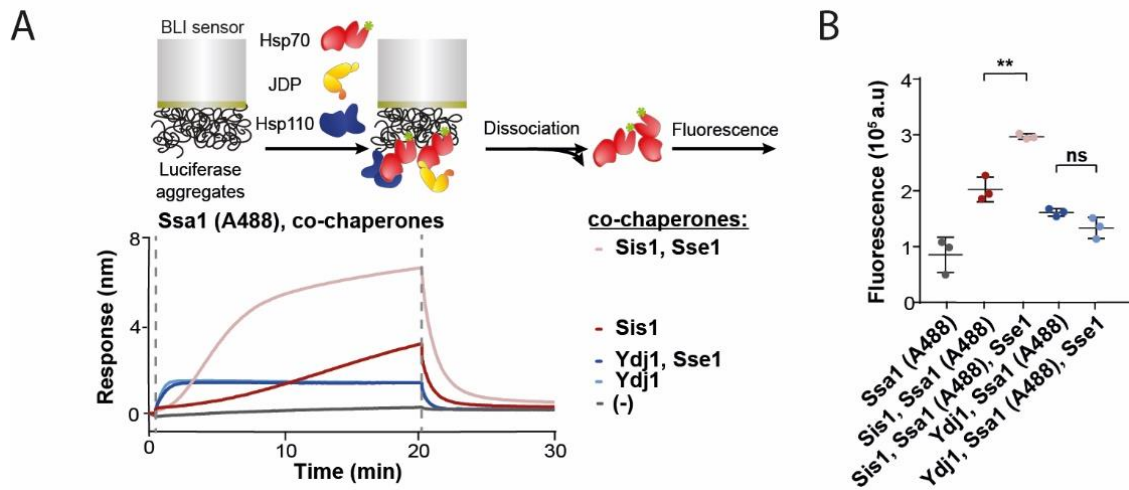 A
BLI sensor
Hsp70
JDP
Hsp110
Luciferase
aggregates
Dissociation
Fluorescence
Ssa1 (A488), co-chaperones
8
4
0
Response (nm)
0
10
20
30
Time (min)
co-chaperones:
Sis1, Sse1
Sis1
Ydj1, Sse1
Ydj1
(-)
B
**
ns
4
3
2
1
0
Fluorescence (10⁵ a.u)
Ssa1 (A488)
Sis1, Ssa1 (A488)
Sis1, Ssa1 (A488), Sse1
Ydj1, Ssa1 (A488)
Ydj1, Ssa1 (A488), Sse1